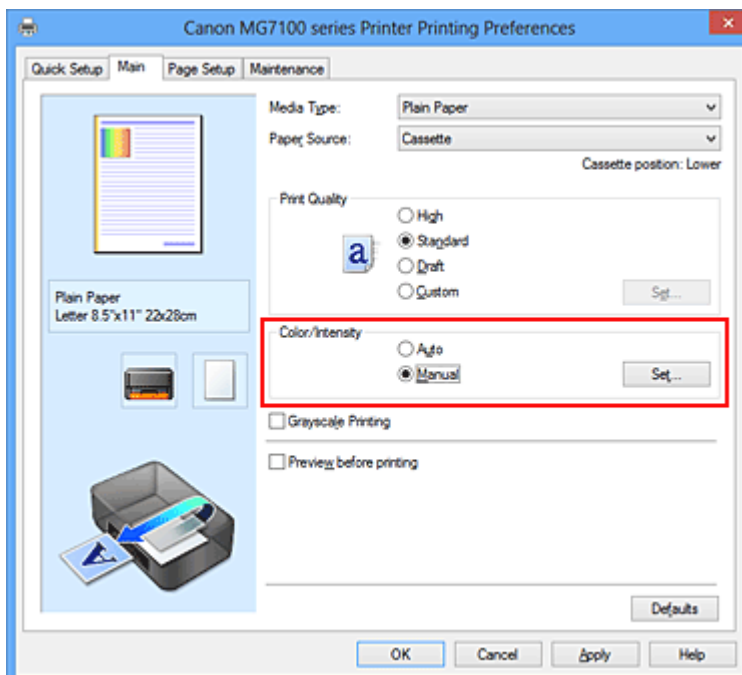 Canon MG7100 series Printer Printing Preferences
Quick Setup Main Page Setup Maintenance
Media Type: Plain Paper
Paper Source: Cassette
Cassette position: Lower
Print Quality
High
a Standard
Draft
Custom Set...
Plain Paper
Letter 8.5"x11" 22x28cm
Color/Intensity
Auto
Manual Set...
Grayscale Printing
Preview before printing
A
Defaults
OK Cancel Apply Help